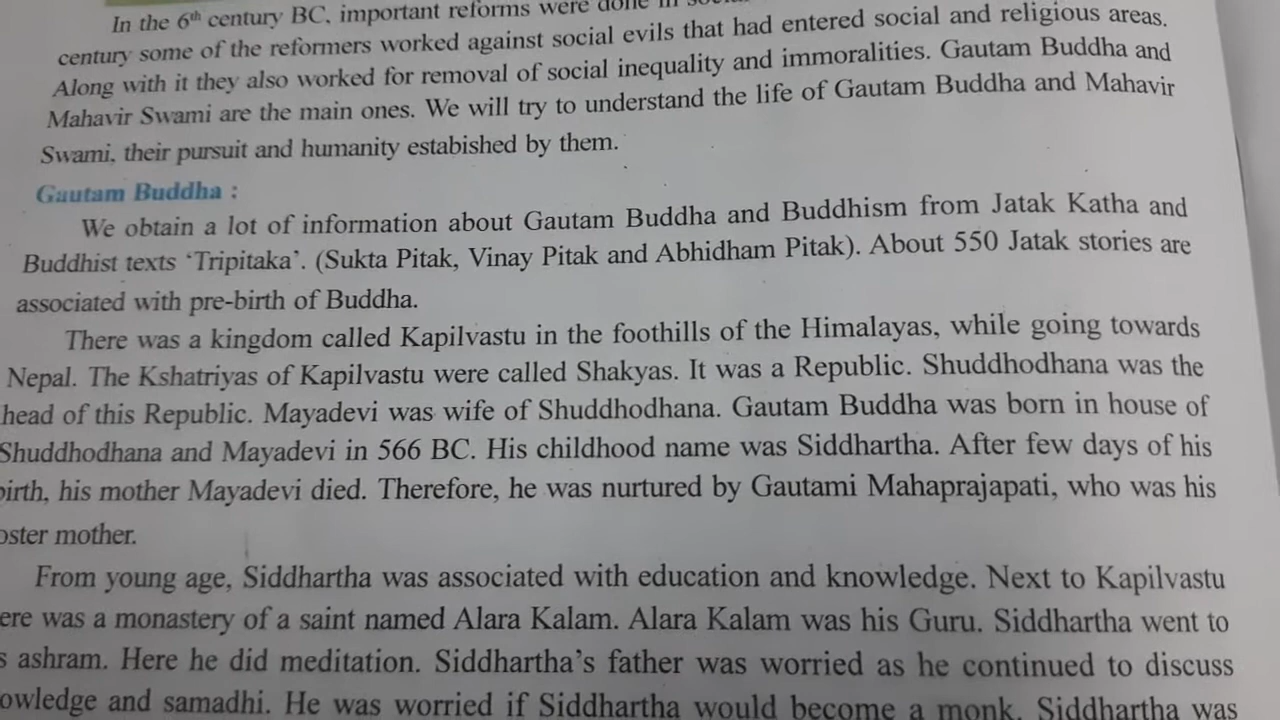 In the 6th century BC, important reforms were done in
century some of the reformers worked against social evils that had entered social and religious areas.
Along with it they also worked for removal of social inequality and immoralities. Gautam Buddha and
Mahavir Swami are the main ones. We will try to understand the life of Gautam Buddha and Mahavir
Swami, their pursuit and humanity estabished by them.
Gautam Buddha :
We obtain a lot of information about Gautam Buddha and Buddhism from Jatak Katha and
Buddhist texts ‘Tripitaka’. (Sukta Pitak, Vinay Pitak and Abhidham Pitak). About 550 Jatak stories are
associated with pre-birth of Buddha.
There was a kingdom called Kapilvastu in the foothills of the Himalayas, while going towards
Nepal. The Kshatriyas of Kapilvastu were called Shakyas. It was a Republic. Shuddhodhana was the
head of this Republic. Mayadevi was wife of Shuddhodhana. Gautam Buddha was born in house of
Shuddhodhana and Mayadevi in 566 BC. His childhood name was Siddhartha. After few days of his
birth, his mother Mayadevi died. Therefore, he was nurtured by Gautami Mahaprajapati, who was his
oster mother.
From young age, Siddhartha was associated with education and knowledge. Next to Kapilvastu
ere was a monastery of a saint named Alara Kalam. Alara Kalam was his Guru. Siddhartha went to
s ashram. Here he did meditation. Siddhartha’s father was worried as he continued to discuss
owledge and samadhi. He was worried if Siddhartha would become a monk. Siddhartha was